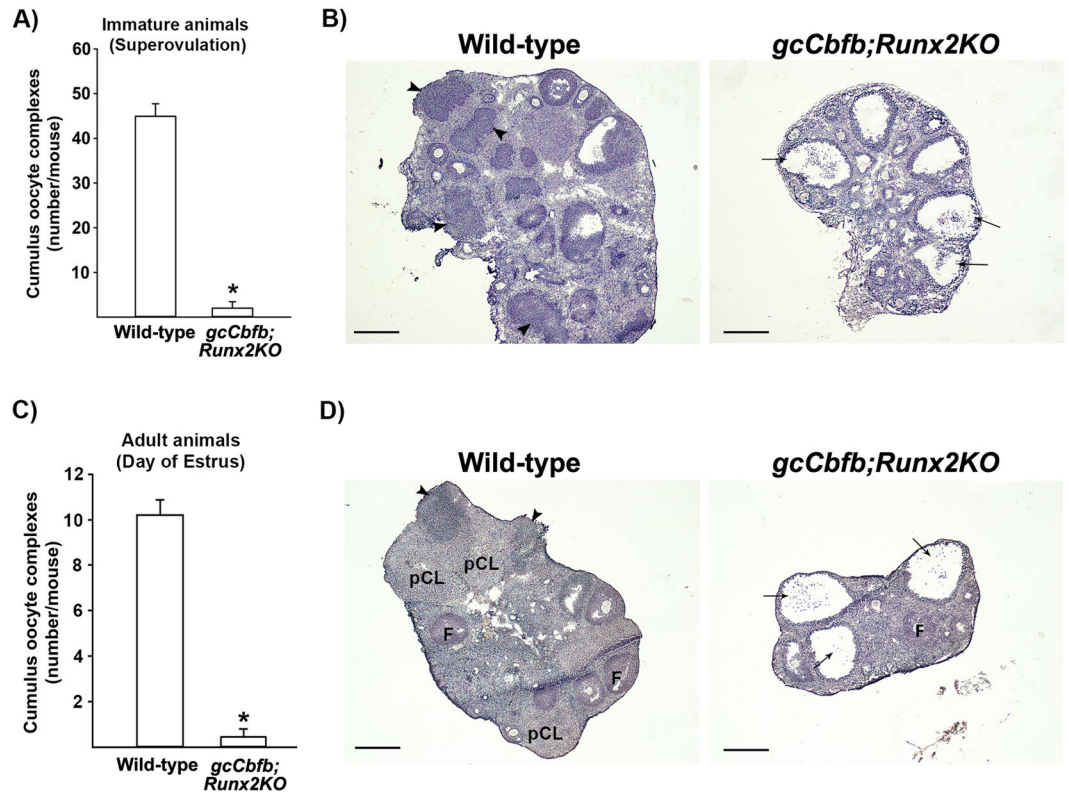 A)
Immature animals
(Superovulation)
Cumulus oocyte complexes
(number/mouse)
60
50
40
30
20
10
*
Wild-type
gcCbfb;
Runx2KO
B)
Wild-type
gcCbfb;Runx2KO
C)
Adult animals
(Day of Estrus)
Cumulus oocyte complexes
(number/mouse)
12
10
8
6
4
2
*
Wild-type
gcCbfb;
Runx2KO
D)
Wild-type
gcCbfb;Runx2KO
pCL
pCL
F
F
pCL
F